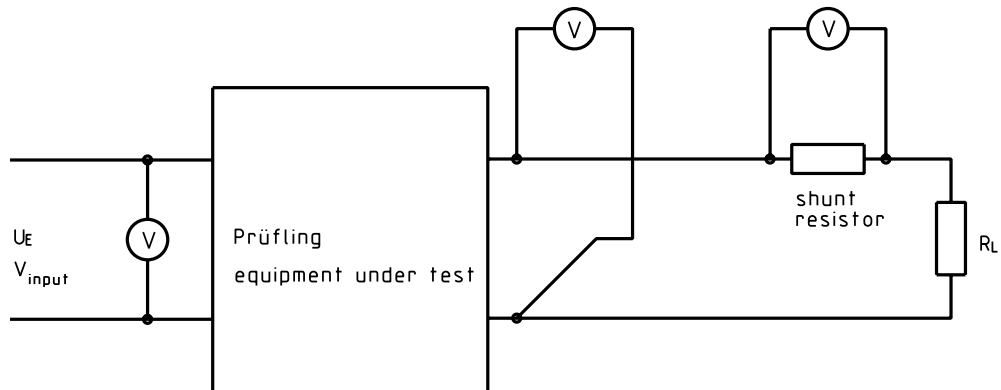 V
V
V
UE
Vinput
Prüfling
equipment under test
shunt
resistor
RL